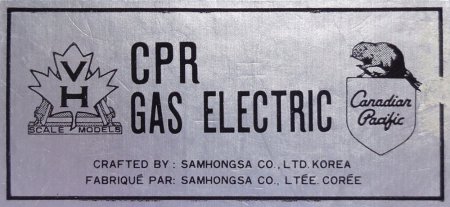 VH
SCALE MODELS
CPR
GAS ELECTRIC
Canadian
Pacific
CRAFTED BY: SAMHONGSA CO., LTD. KOREA
FABRIQUÉ PAR: SAMHONGSA CO., LTÉE. CORÉE